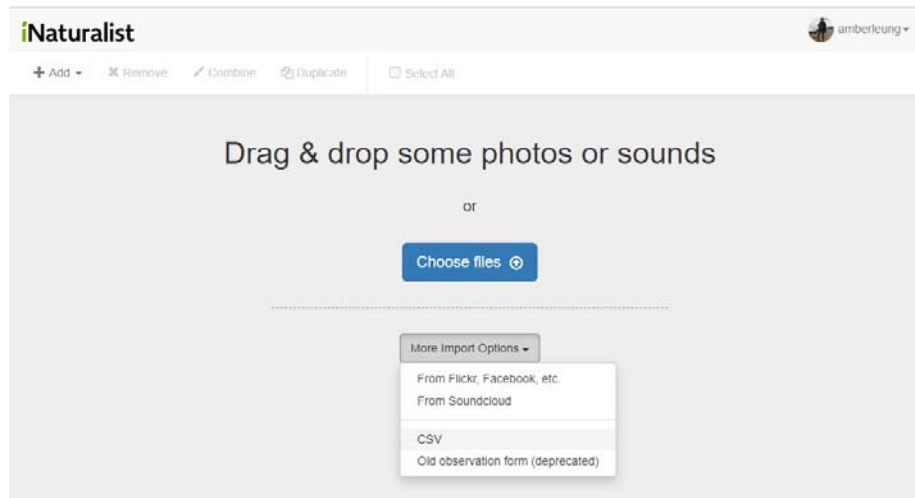 iNaturalist
amberleung
Add Remove Combine Duplicate Select All
Drag & drop some photos or sounds
or
Choose files
More Import Options
From Flickr, Facebook, etc.
From Soundcloud
CSV
Old observation form (deprecated)